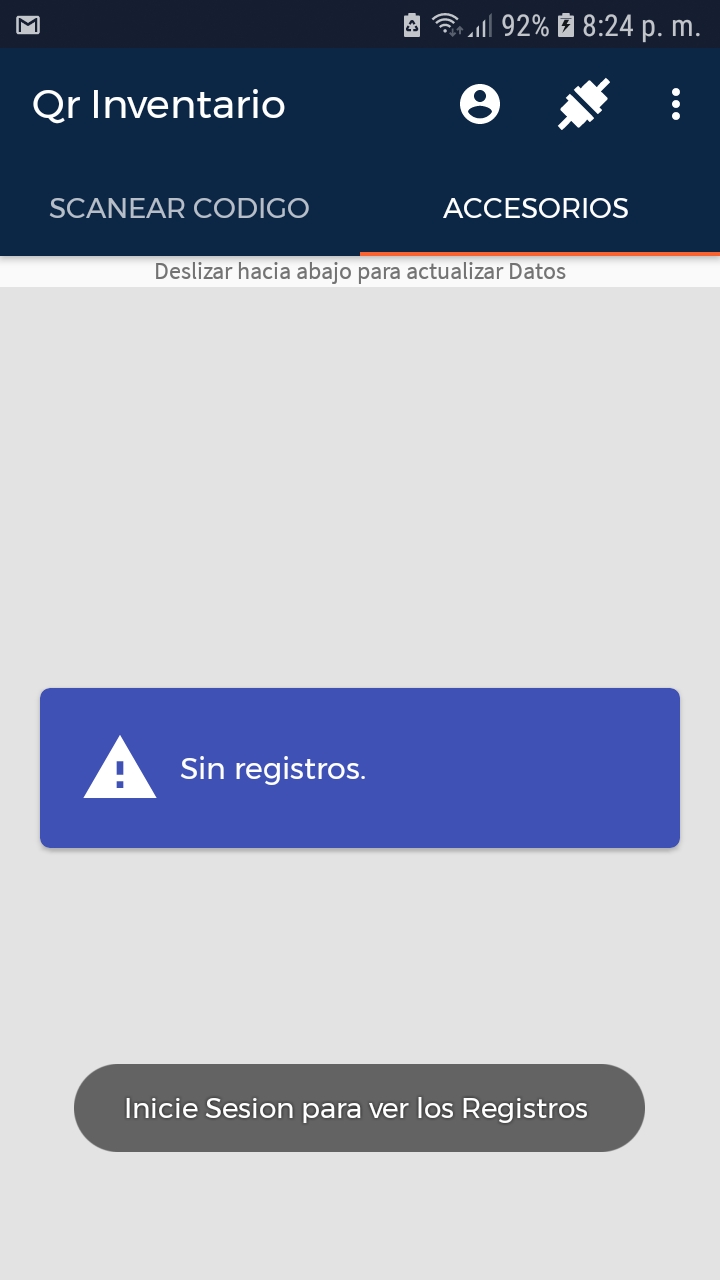 92% 8:24 p. m.
Qr Inventario
SCANEAR CODIGO ACCESORIOS
Deslizar hacia abajo para actualizar Datos
Sin registros.
Inicie Sesion para ver los Registros